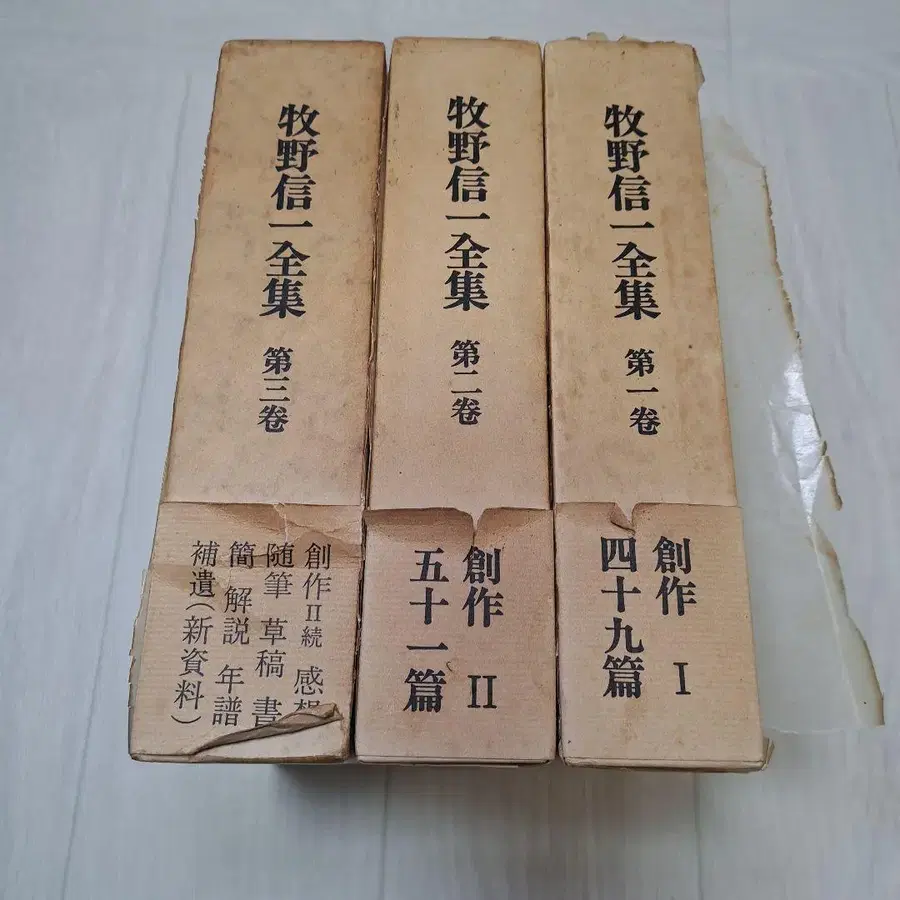 牧野信一全集 第一巻
創作 Ⅰ
四十九篇
牧野信一全集 第二巻
創作 Ⅱ
五十一篇
牧野信一全集 第三巻
創作Ⅱ続 感想
随筆 草稿 書
簡 解説 年譜
補遺(新資料)